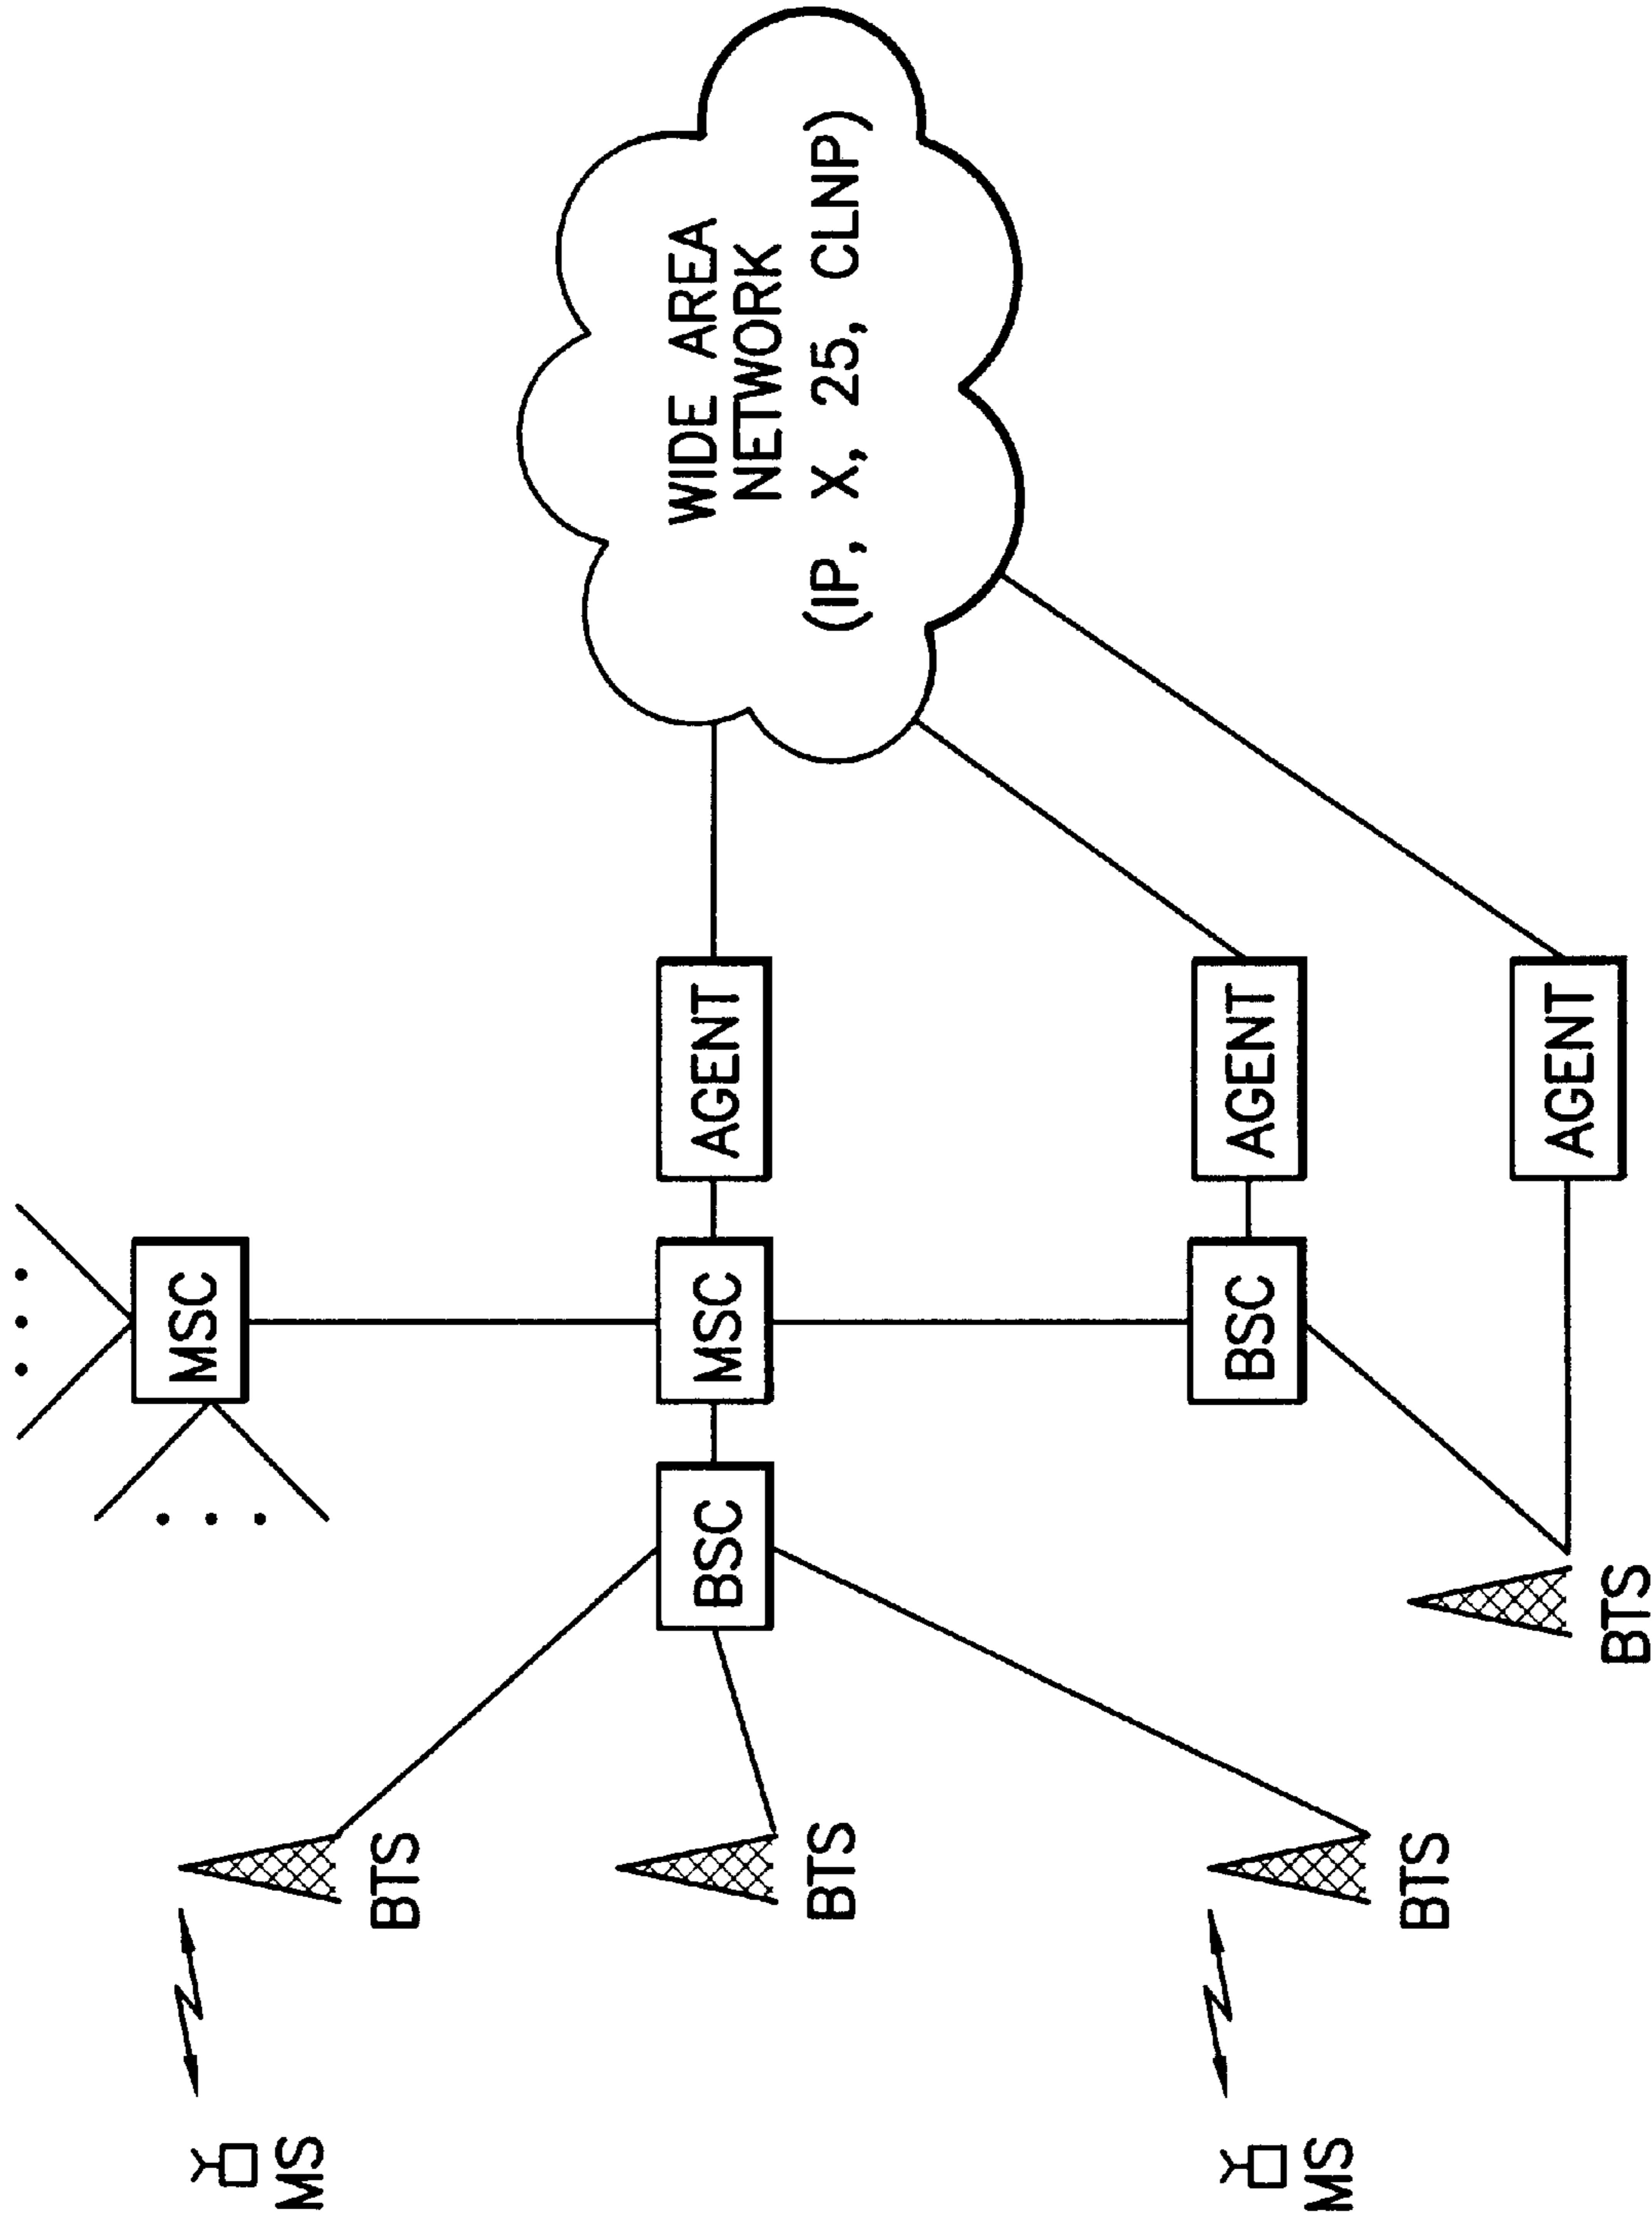 MSC
MS
BTS
BSC
MSC
AGENT
WIDE AREA
NETWORK
(IP, X, 25, CLNP)
BTS
BSC
AGENT
MS
BTS
AGENT
BTS